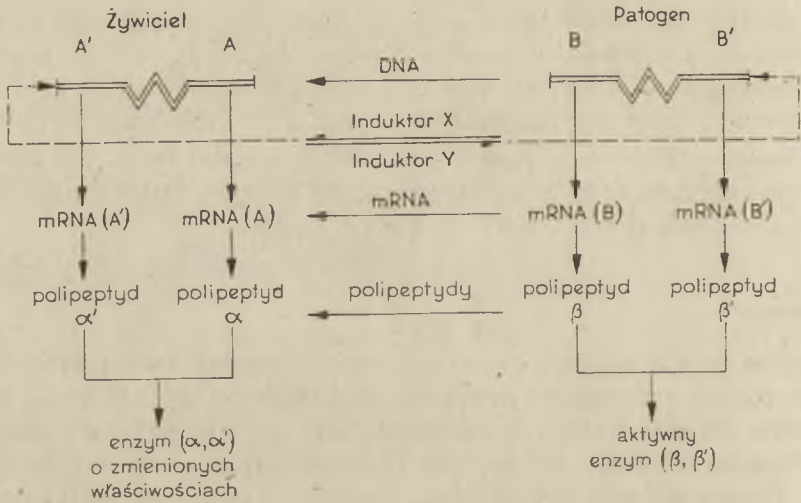 Żywiciel
Patogen
A' A
B B'
DNA
Induktor X
Induktor Y
mRNA (A') mRNA (A)
mRNA
mRNA (B) mRNA (B')
polipeptyd α' polipeptyd α
polipeptydy
polipeptyd β polipeptyd β'
enzym (α, α')
o zmienionych
właściwościach
aktywny
enzym (β, β')